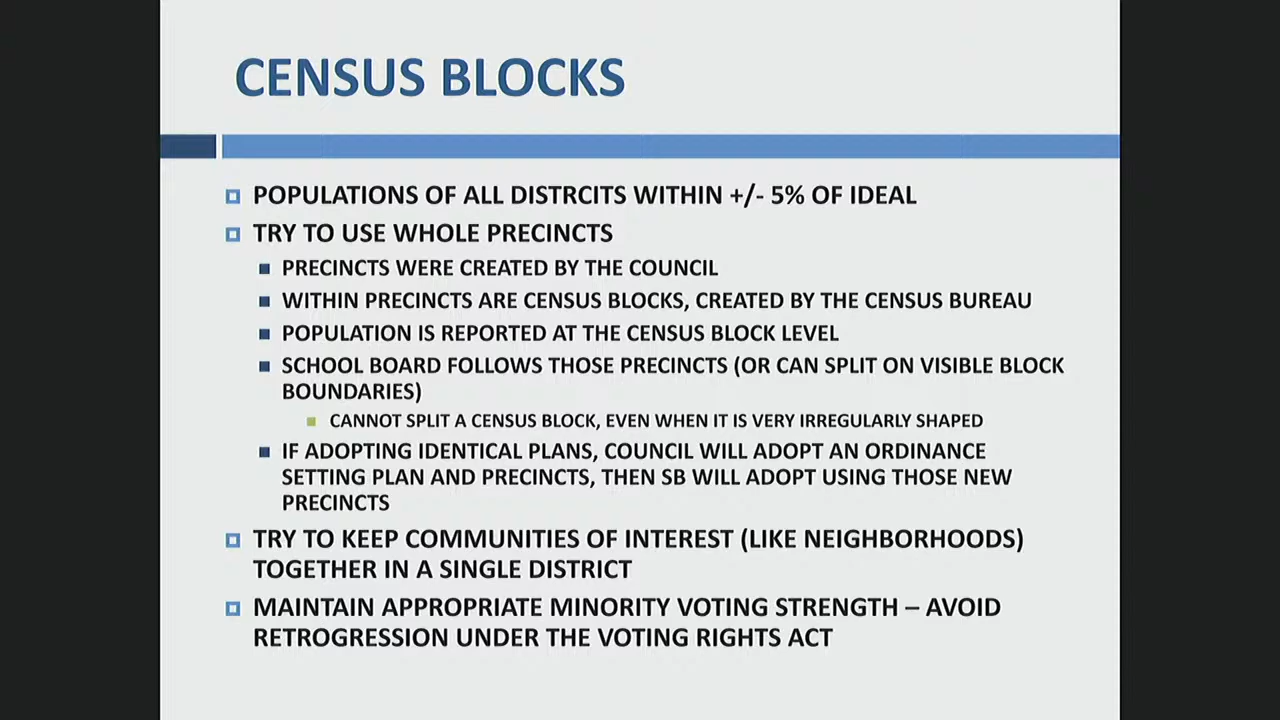 CENSUS BLOCKS
POPULATIONS OF ALL DISTRCITS WITHIN +/- 5% OF IDEAL
TRY TO USE WHOLE PRECINCTS
PRECINCTS WERE CREATED BY THE COUNCIL
WITHIN PRECINCTS ARE CENSUS BLOCKS, CREATED BY THE CENSUS BUREAU
POPULATION IS REPORTED AT THE CENSUS BLOCK LEVEL
SCHOOL BOARD FOLLOWS THOSE PRECINCTS (OR CAN SPLIT ON VISIBLE BLOCK
BOUNDARIES)
CANNOT SPLIT A CENSUS BLOCK, EVEN WHEN IT IS VERY IRREGULARLY SHAPED
IF ADOPTING IDENTICAL PLANS, COUNCIL WILL ADOPT AN ORDINANCE
SETTING PLAN AND PRECINCTS, THEN SB WILL ADOPT USING THOSE NEW
PRECINCTS
TRY TO KEEP COMMUNITIES OF INTEREST (LIKE NEIGHBORHOODS)
TOGETHER IN A SINGLE DISTRICT
MAINTAIN APPROPRIATE MINORITY VOTING STRENGTH – AVOID
RETROGRESSION UNDER THE VOTING RIGHTS ACT